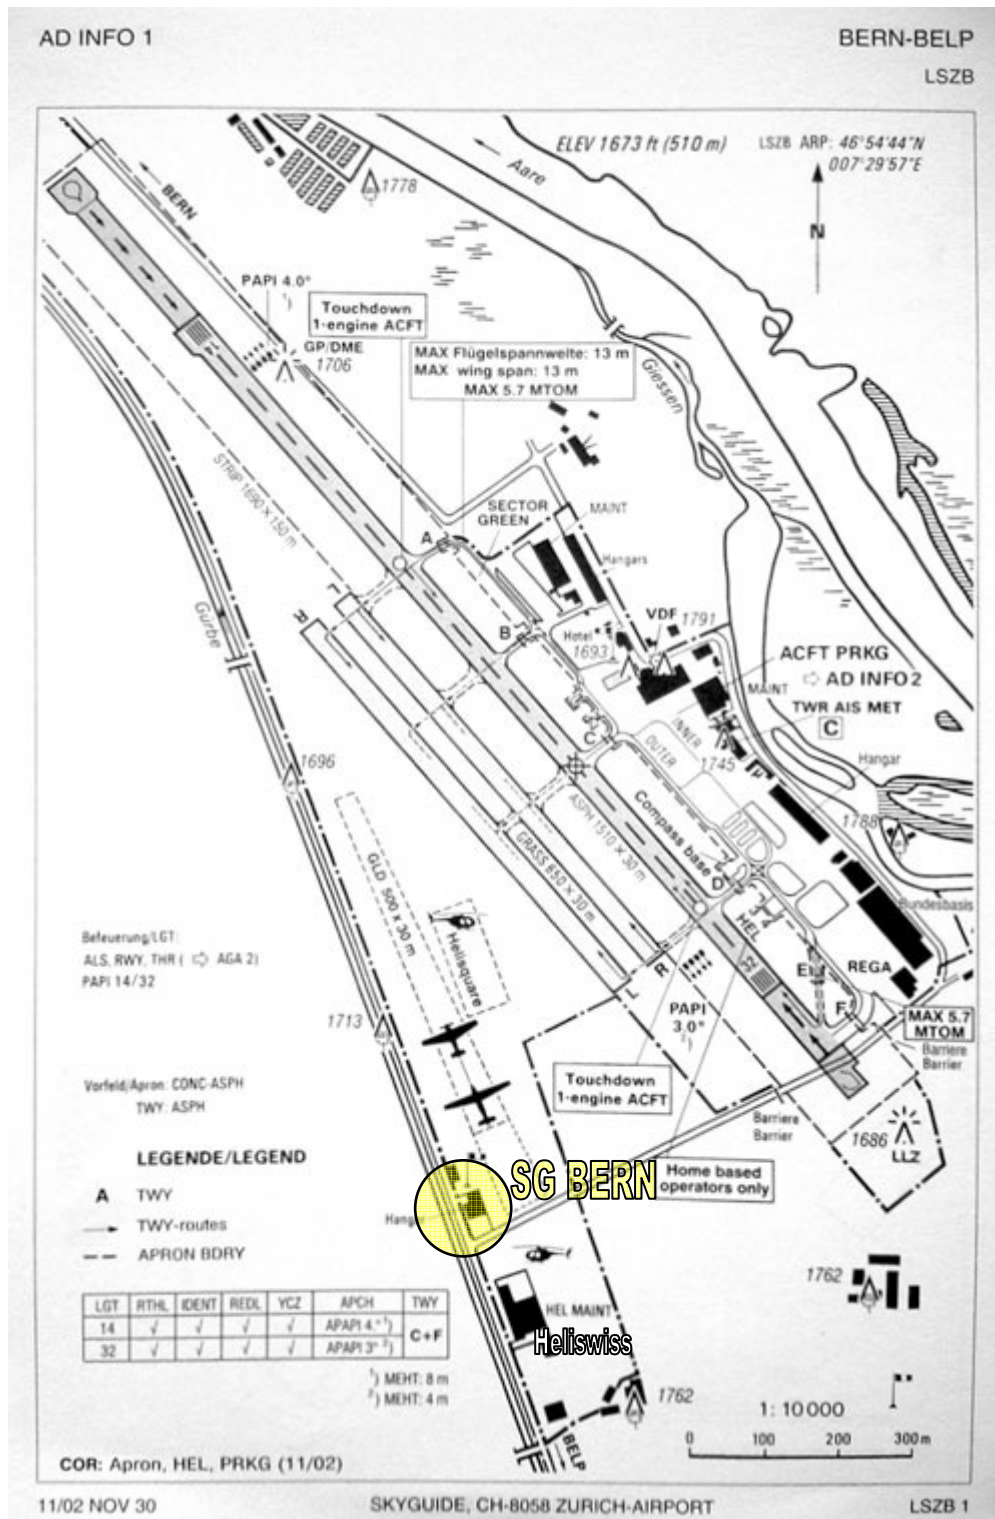 AD INFO 1
BERN-BELP
LSZB
ELEV 1673 ft (510 m)
LSZB ARP: 46°54'44"N
007°29'57"E
Aare
N
1778
BERN
PAPI 4.0°
1)
Touchdown
1-engine ACFT
GP/DME
1706
MAX Flügelspannweite: 13 m
MAX wing span: 13 m
MAX 5.7 MTOM
Giessen
STRIP 1690 × 150 m
SECTOR
GREEN
MAINT
A
Hangars
Gürbe
B
Hotel
1693
VDF
1791
ACFT PRKG
⇨ AD INFO 2
MAINT
TWR AIS MET
C
C
OUTER
INNER
1745
Hangar
1696
1788
ASPH 1510 × 30 m
Compass base
GRASS 650 × 30 m
GLD 500 x 30 m
D
HEL
Bundesbasis
Helisquare
R
R
32
E
REGA
F
Befeuerung/LGT:
ALS, RWY, THR ( ⇨ AGA 2)
PAPI 14/32
1713
PAPI
3.0°
2)
MAX 5.7
MTOM
Barriere
Barrier
Touchdown
1-engine ACFT
Vorfeld/Apron: CONC-ASPH
TWY: ASPH
Barriere
Barrier
1686
LLZ
LEGENDE/LEGEND
A TWY
TWY-routes
APRON BDRY
SG BERN
Home based
operators only
Hangar
1762
LGT RTHL IDENT REDL YCZ APCH TWY
14 √ √ √ √ APAPI 4.° 1) C+F
32 √ √ √ √ APAPI 3° 2)
1) MEHT: 8 m
2) MEHT: 4 m
HEL MAINT
Heliswiss
1762
BELP
1: 10 000
0 100 200 300 m
COR: Apron, HEL, PRKG (11/02)
11/02 NOV 30
SKYGUIDE, CH-8058 ZURICH-AIRPORT
LSZB 1